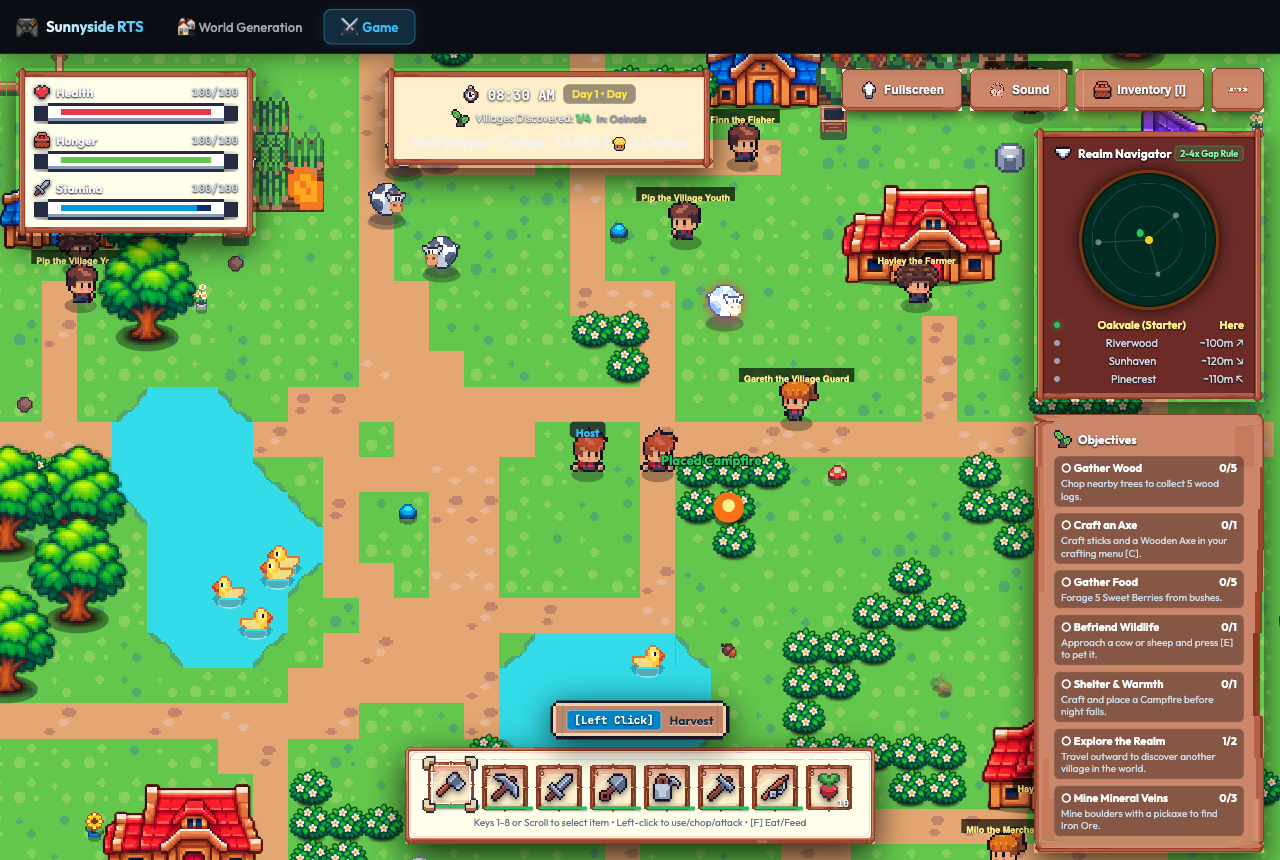 Sunnyside RTS
World Generation
Game
Health 100/100
Hunger 100/100
Stamina 100/100
08:30 AM Day 1 • Day
Villages Discovered: 1/4 In: Oakvale
Multiplayer: Online
Online
Fullscreen
Sound
Inventory [I]
Finn the Fisher
Pip the Village Youth
Hayley the Farmer
Pip the Village Yo
Gareth the Village Guard
Host
Placed Campfire
Realm Navigator 2-4x Gap Rule
Oakvale (Starter) Here
Riverwood ~100m ↗
Sunhaven ~120m ↘
Pinecrest ~110m ↖
Objectives
Gather Wood 0/5
Chop nearby trees to collect 5 wood
logs.
Craft an Axe 0/1
Craft sticks and a Wooden Axe in your
crafting menu [C].
Gather Food 0/5
Forage 5 Sweet Berries from bushes.
Befriend Wildlife 0/1
Approach a cow or sheep and press [E]
to pet it.
Shelter & Warmth 0/1
Craft and place a Campfire before
night falls.
Explore the Realm 1/2
Travel outward to discover another
village in the world.
Mine Mineral Veins 0/3
Mine boulders with a pickaxe to find
Iron Ore.
[Left Click] Harvest
10
Keys 1-8 or Scroll to select item • Left-click to use/chop/attack • [F] Eat/Feed
Hay
Milo the Mercha